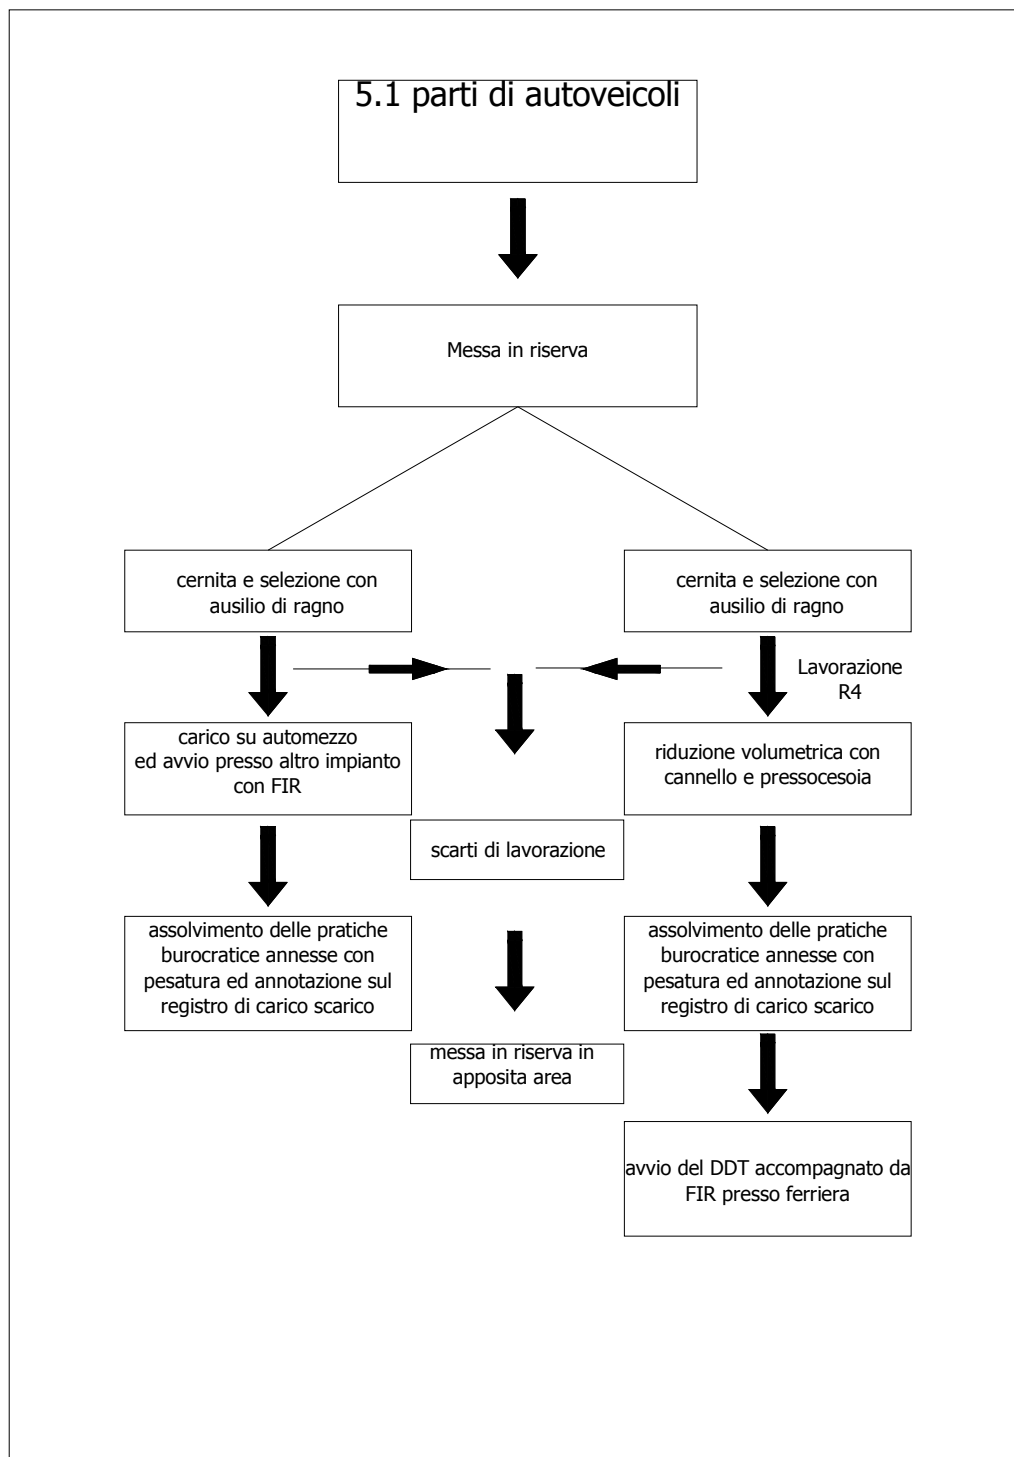 5.1 parti di autoveicoli
Messa in riserva
cernita e selezione con
ausilio di ragno
cernita e selezione con
ausilio di ragno
Lavorazione
R4
carico su automezzo
ed avvio presso altro impianto
con FIR
riduzione volumetrica con
cannello e pressocesoia
scarti di lavorazione
assolvimento delle pratiche
burocratice annesse con
pesatura ed annotazione sul
registro di carico scarico
assolvimento delle pratiche
burocratice annesse con
pesatura ed annotazione sul
registro di carico scarico
messa in riserva in
apposita area
avvio del DDT accompagnato da
FIR presso ferriera